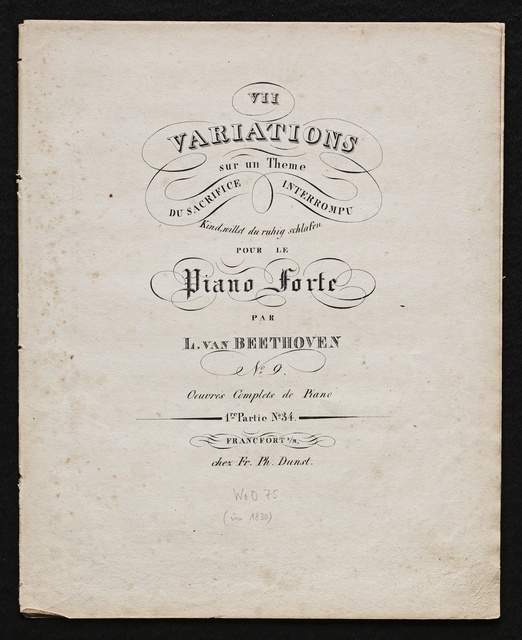 VII
VARIATIONS
sur un Theme
DU SACRIFICE INTERROMPU
Kind, willst du ruhig schlafen
POUR LE
Piano Forte
PAR
L. VAN BEETHOVEN
No. 9.
Oeuvres Complets de Piano
1re Partie No. 34.
FRANCFORT s/M,
chez Fr. Ph. Dunst.
WoO 75
(um 1830)